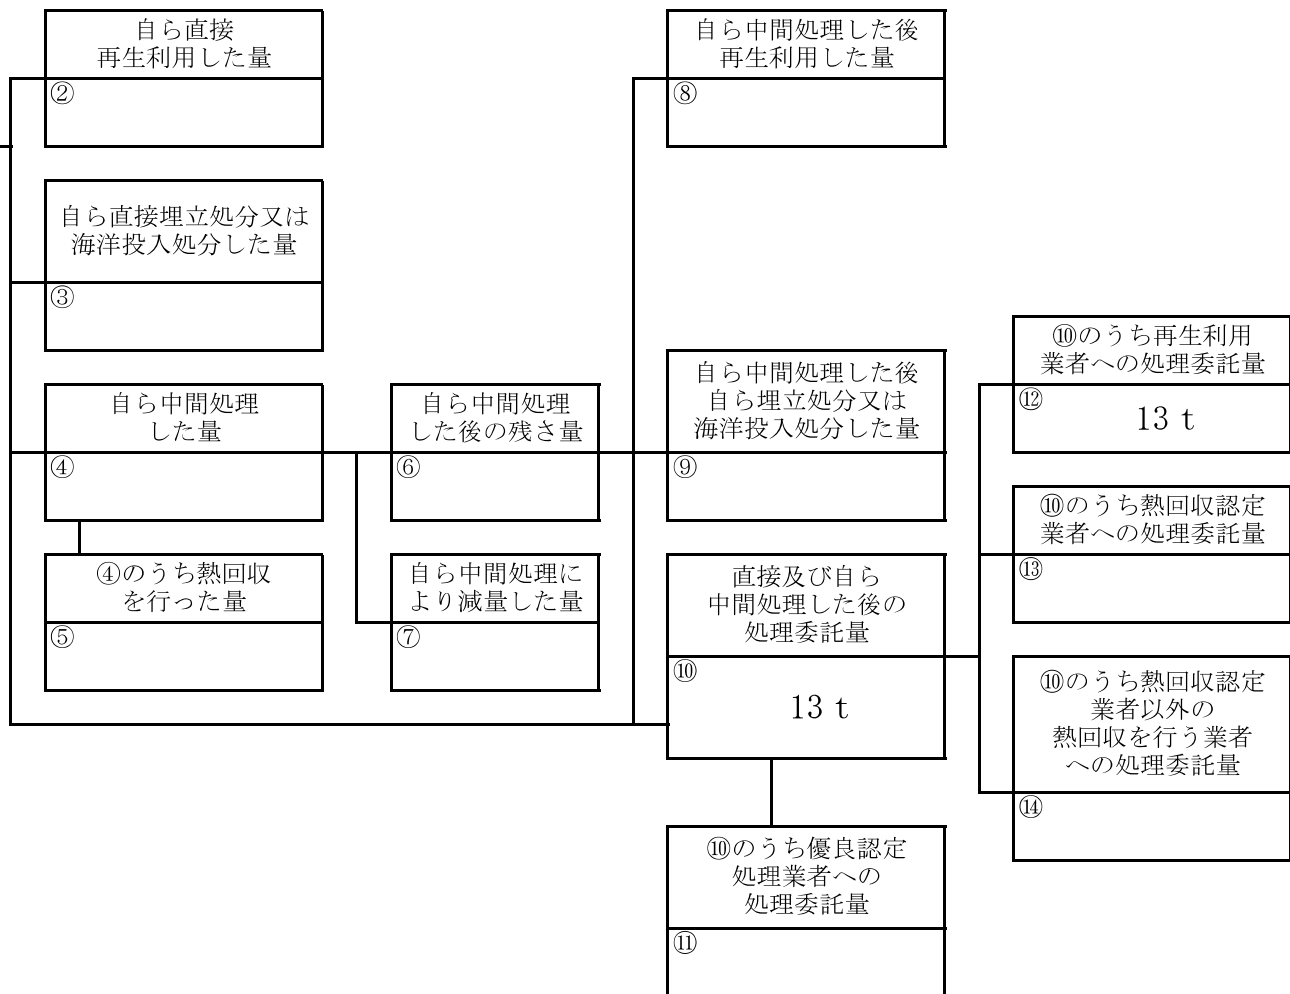 自ら直接
再生利用した量
②
自ら直接埋立処分又は
海洋投入処分した量
③
自ら中間処理
した量
④
④のうち熱回収
を行った量
⑤
自ら中間処理
した後の残さ量
⑥
自ら中間処理に
より減量した量
⑦
自ら中間処理した後
再生利用した量
⑧
自ら中間処理した後
自ら埋立処分又は
海洋投入処分した量
⑨
直接及び自ら
中間処理した後の
処理委託量
⑩
13 t
⑩のうち優良認定
処理業者への
処理委託量
⑪
⑩のうち再生利用
業者への処理委託量
⑫
13 t
⑩のうち熱回収認定
業者への処理委託量
⑬
⑩のうち熱回収認定
業者以外の
熱回収を行う業者
への処理委託量
⑭